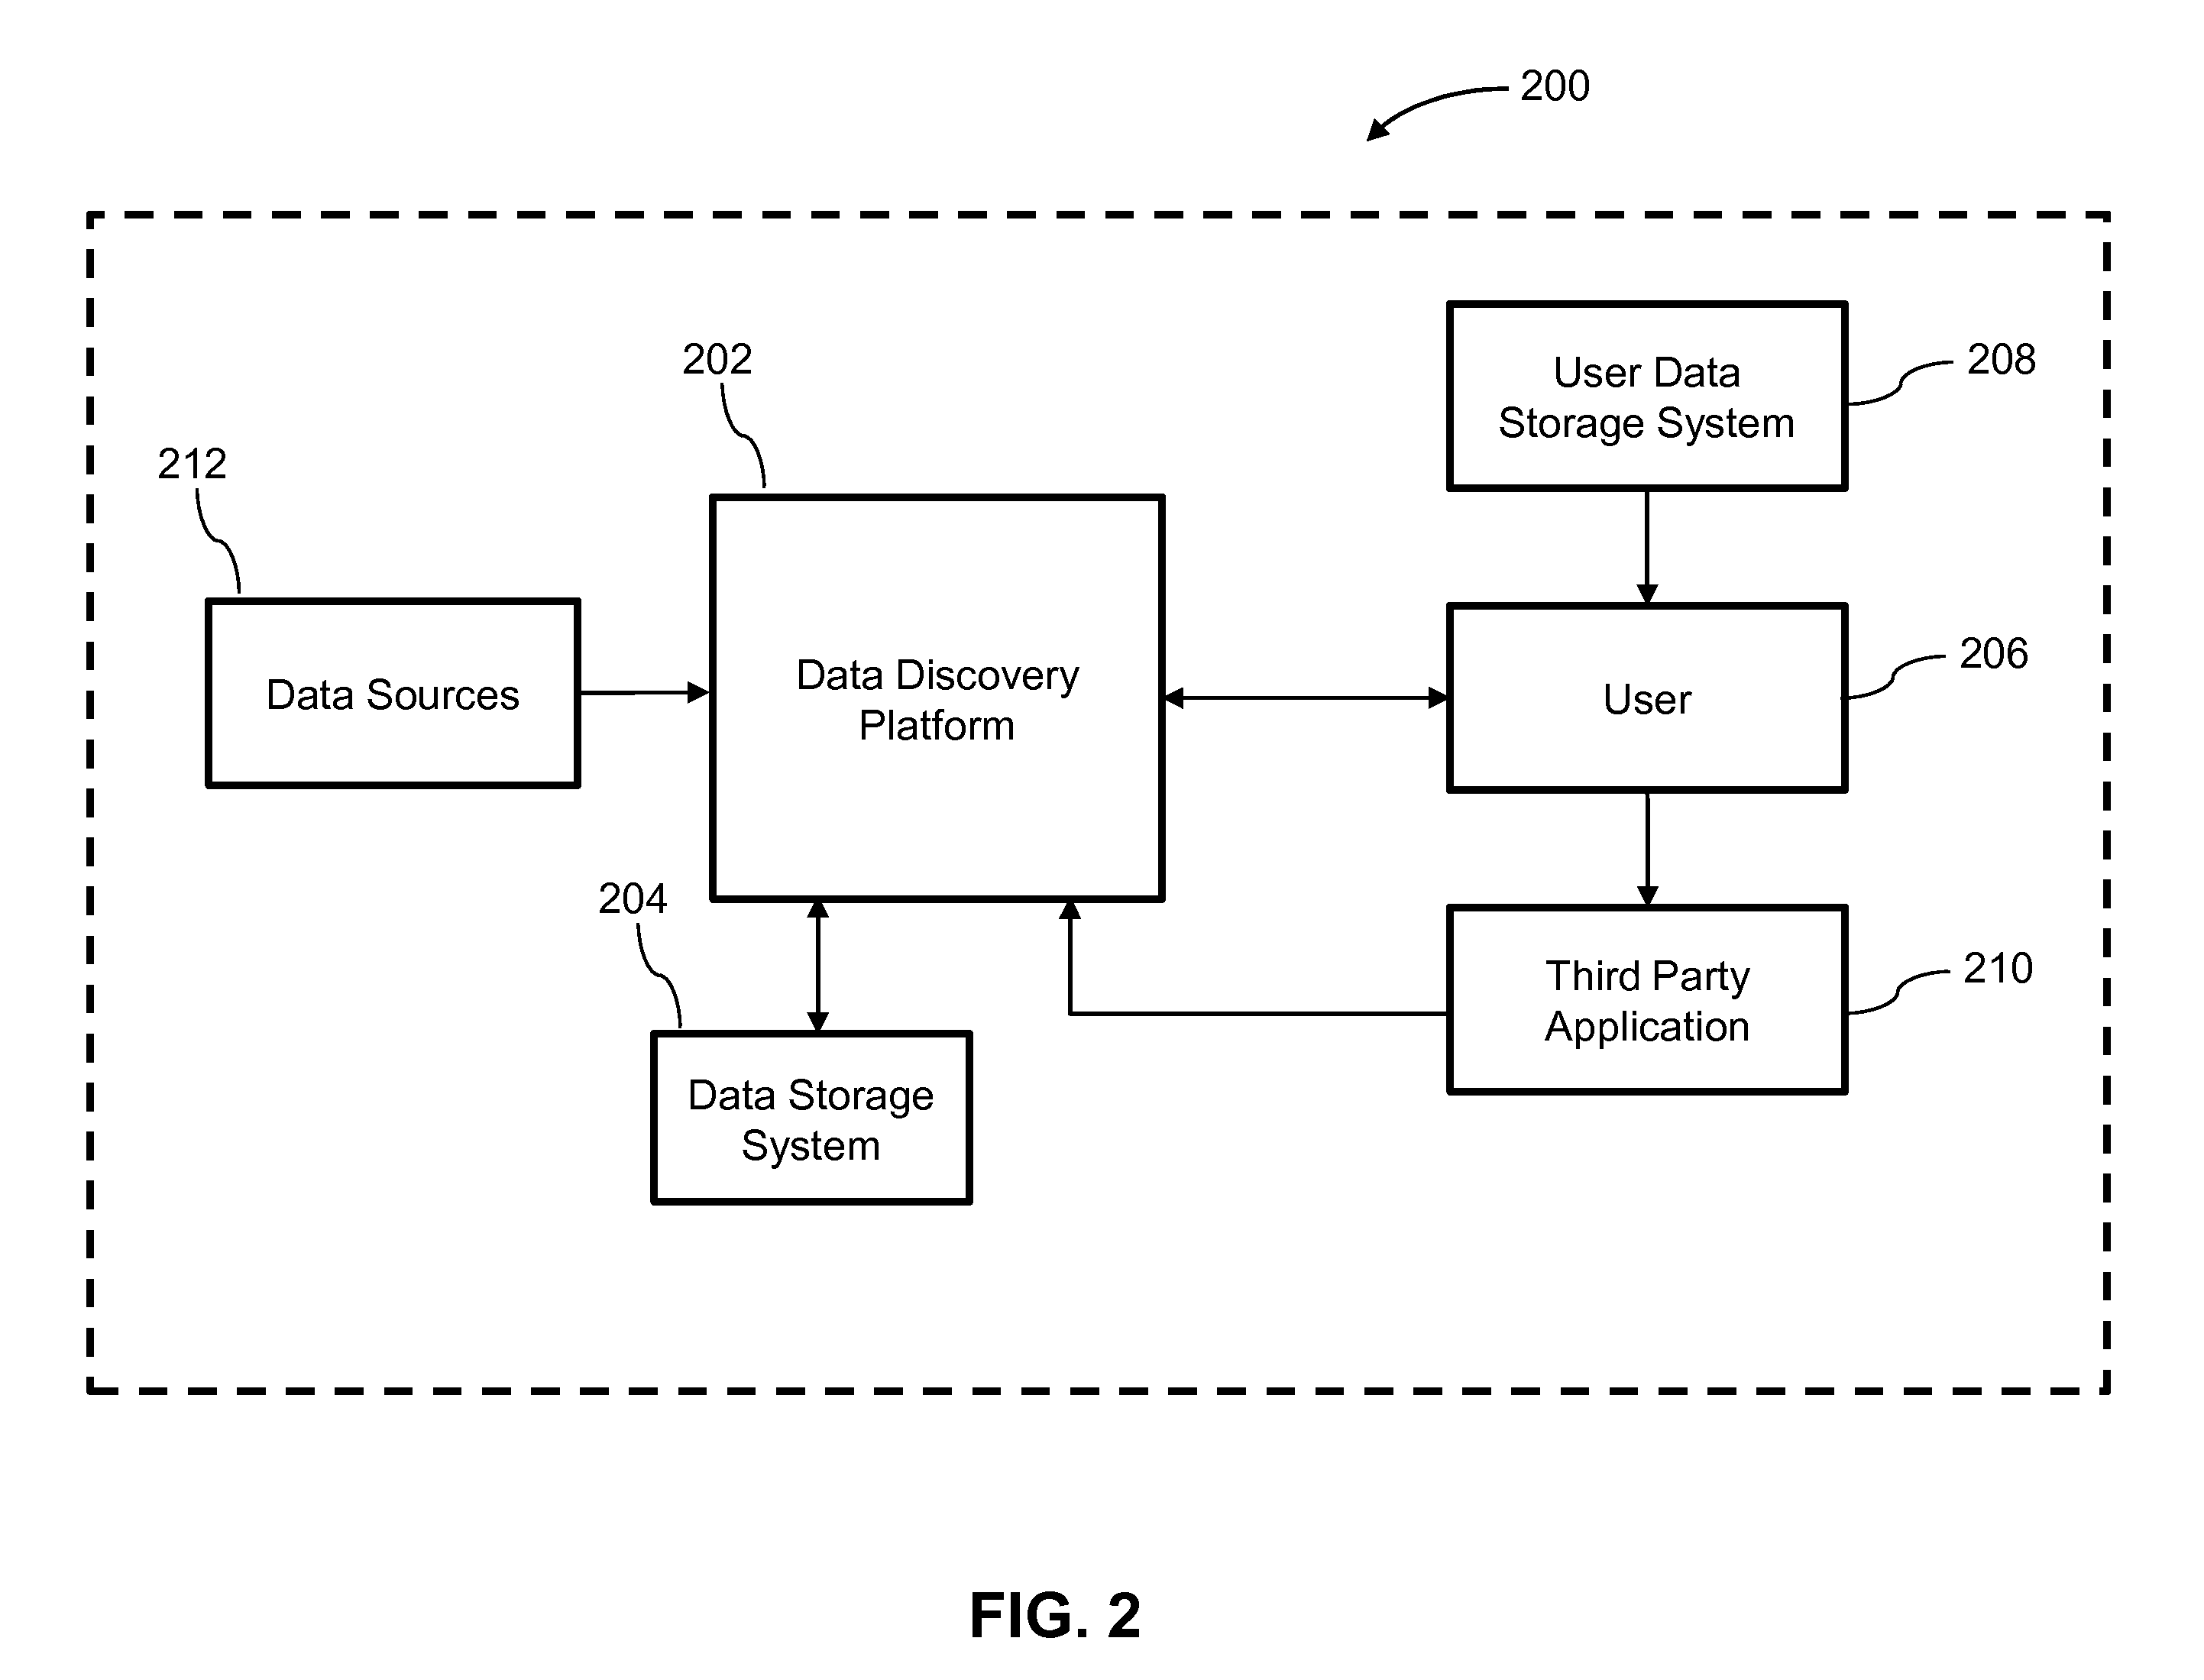 200
202
User Data
Storage System
208
212
Data Sources
Data Discovery
Platform
User
206
204
Data Storage
System
Third Party
Application
210
FIG. 2